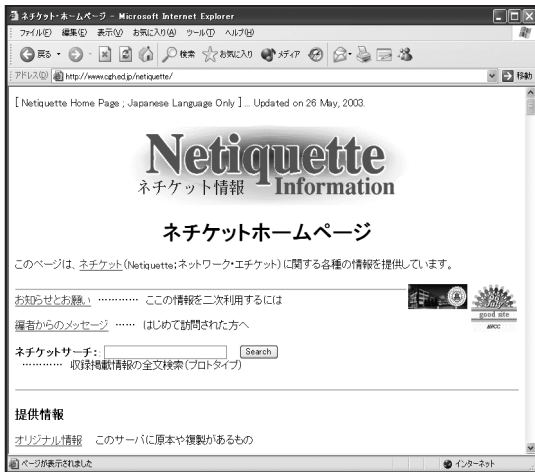 ネチケット・ホームページ - Microsoft Internet Explorer
ファイル(F) 編集(E) 表示(V) お気に入り(A) ツール(T) ヘルプ(H)
戻る 検索 お気に入り メディア
アドレス(D) http://www.cgh.ed.jp/netiquette/ 移動
[ Netiquette Home Page ; Japanese Language Only ] ... Updated on 26 May, 2003.
Netiquette
ネチケット情報 Information
ネチケットホームページ
このページは、ネチケット(Netiquette;ネットワーク・エチケット)に関する各種の情報を提供しています。
お知らせとお願い ………… ここの情報を二次利用するには
good site
編者からのメッセージ …… はじめて訪問された方へ
ネチケットサーチ: Search
………… 収録掲載情報の全文検索(プロトタイプ)
提供情報
オリジナル情報 このサーバに原本や複製があるもの
ページが表示されました インターネット